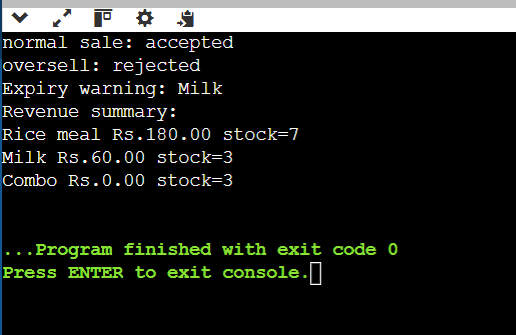 normal sale: accepted
oversell: rejected
Expiry warning: Milk
Revenue summary:
Rice meal Rs.180.00 stock=7
Milk Rs.60.00 stock=3
Combo Rs.0.00 stock=3
...Program finished with exit code 0
Press ENTER to exit console.